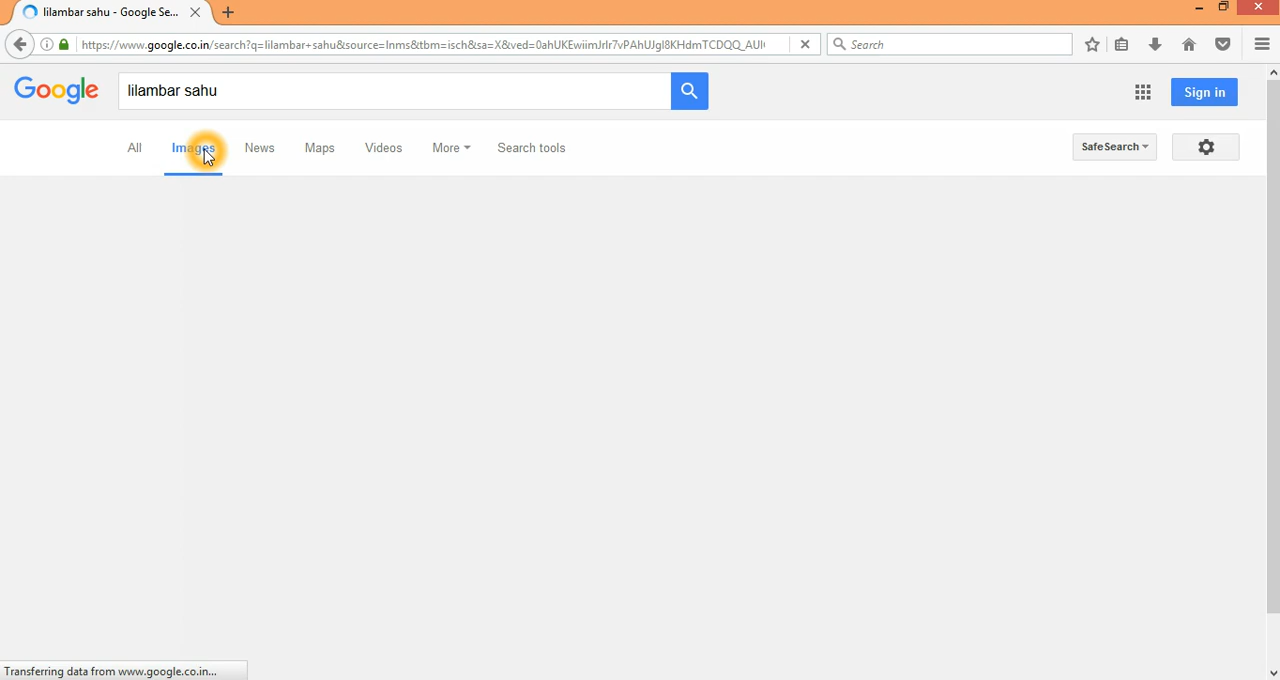 lilambar sahu - Google Se...
https://www.google.co.in/search?q=lilambar+sahu&source=lnms&tbm=isch&sa=X&ved=0ahUKEwiimJrIr7vPAhUJgI8KHdmTCDQQ_AUI
Search
Google
lilambar sahu
Sign in
All Images News Maps Videos More Search tools
SafeSearch
Transferring data from www.google.co.in...